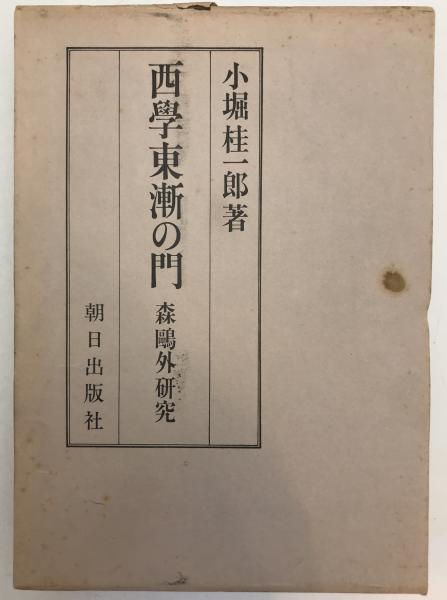 小堀桂一郎著
西學東漸の門
森鷗外研究
朝日出版社